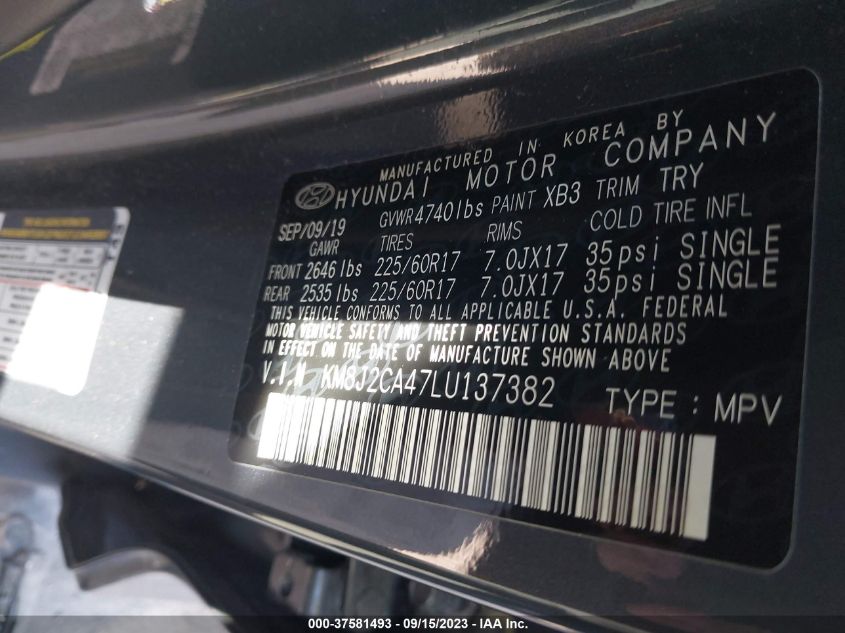 MANUFACTURED IN KOREA BY
HYUNDAI MOTOR COMPANY
SEP/09/19 GVWR 4740lbs PAINT XB3 TRIM TRY
GAWR TIRES RIMS COLD TIRE INFL
FRONT 2646lbs 225/60R17 7.0JX17 35psi SINGLE
REAR 2535lbs 225/60R17 7.0JX17 35psi SINGLE
THIS VEHICLE CONFORMS TO ALL APPLICABLE U.S.A. FEDERAL
MOTOR VEHICLE SAFETY AND THEFT PREVENTION STANDARDS
IN EFFECT ON THE DATE OF MANUFACTURE SHOWN ABOVE
V.I.N KM8J2CA47LU137382 TYPE : MPV
000-37581493 - 09/15/2023 - IAA Inc.